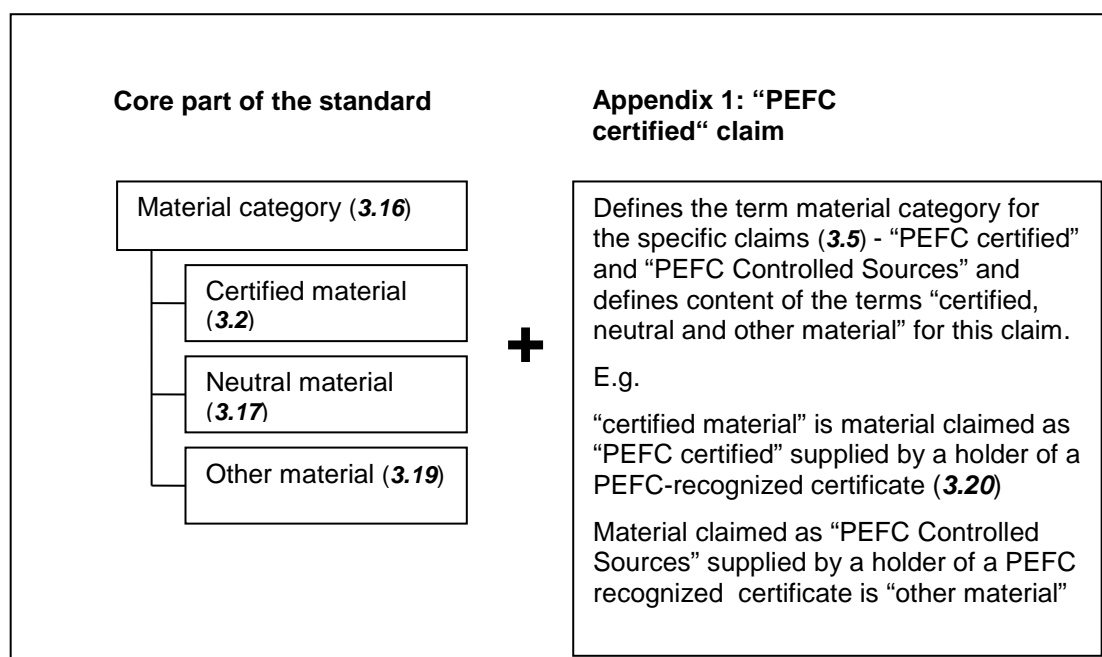 Core part of the standard
Material category (3.16)
Certified material
(3.2)
Neutral material
(3.17)
Other material (3.19)
+
Appendix 1: “PEFC
certified“ claim
Defines the term material category for
the specific claims (3.5) - “PEFC certified”
and “PEFC Controlled Sources” and
defines content of the terms “certified,
neutral and other material” for this claim.
E.g.
“certified material” is material claimed as
“PEFC certified” supplied by a holder of a
PEFC-recognized certificate (3.20)
Material claimed as “PEFC Controlled
Sources” supplied by a holder of a PEFC
recognized certificate is “other material”